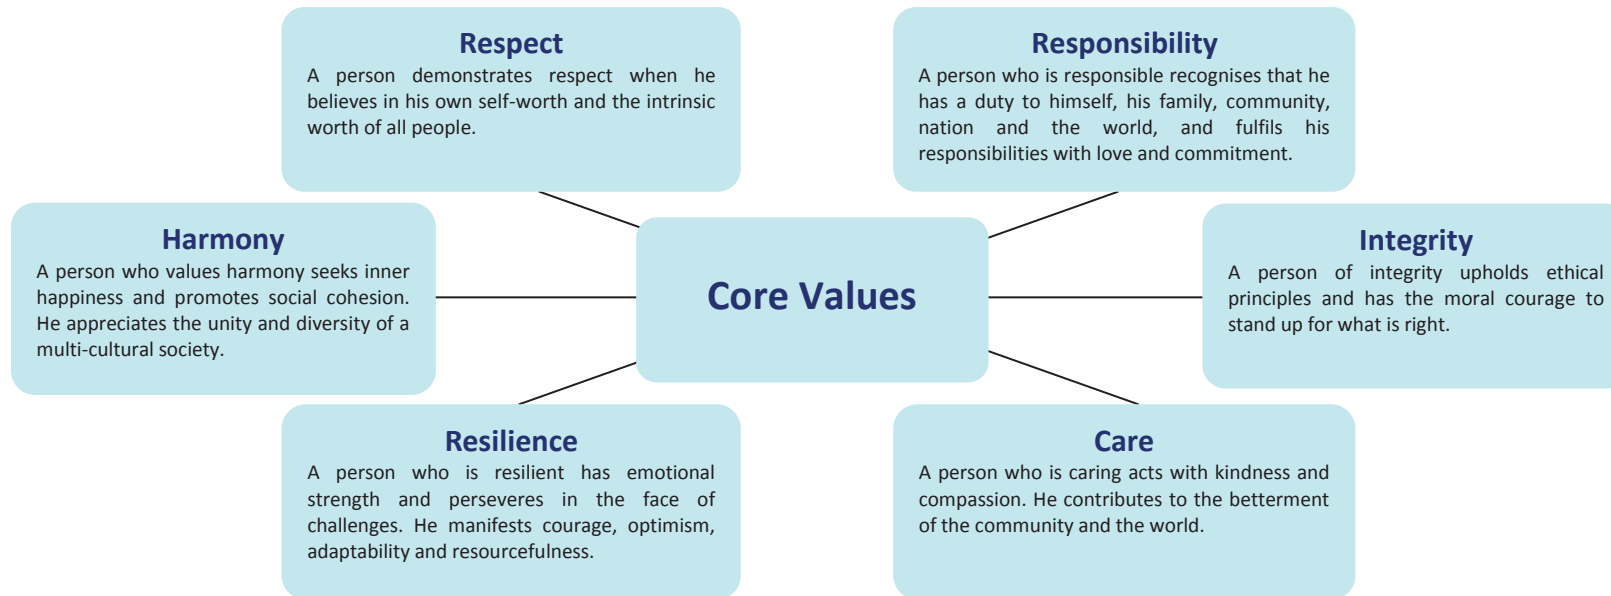 Respect
A person demonstrates respect when he
believes in his own self-worth and the intrinsic
worth of all people.
Responsibility
A person who is responsible recognises that he
has a duty to himself, his family, community,
nation and the world, and fulfils his
responsibilities with love and commitment.
Harmony
A person who values harmony seeks inner
happiness and promotes social cohesion.
He appreciates the unity and diversity of a
multi-cultural society.
Core Values
Integrity
A person of integrity upholds ethical
principles and has the moral courage to
stand up for what is right.
Resilience
A person who is resilient has emotional
strength and perseveres in the face of
challenges. He manifests courage, optimism,
adaptability and resourcefulness.
Care
A person who is caring acts with kindness and
compassion. He contributes to the betterment
of the community and the world.